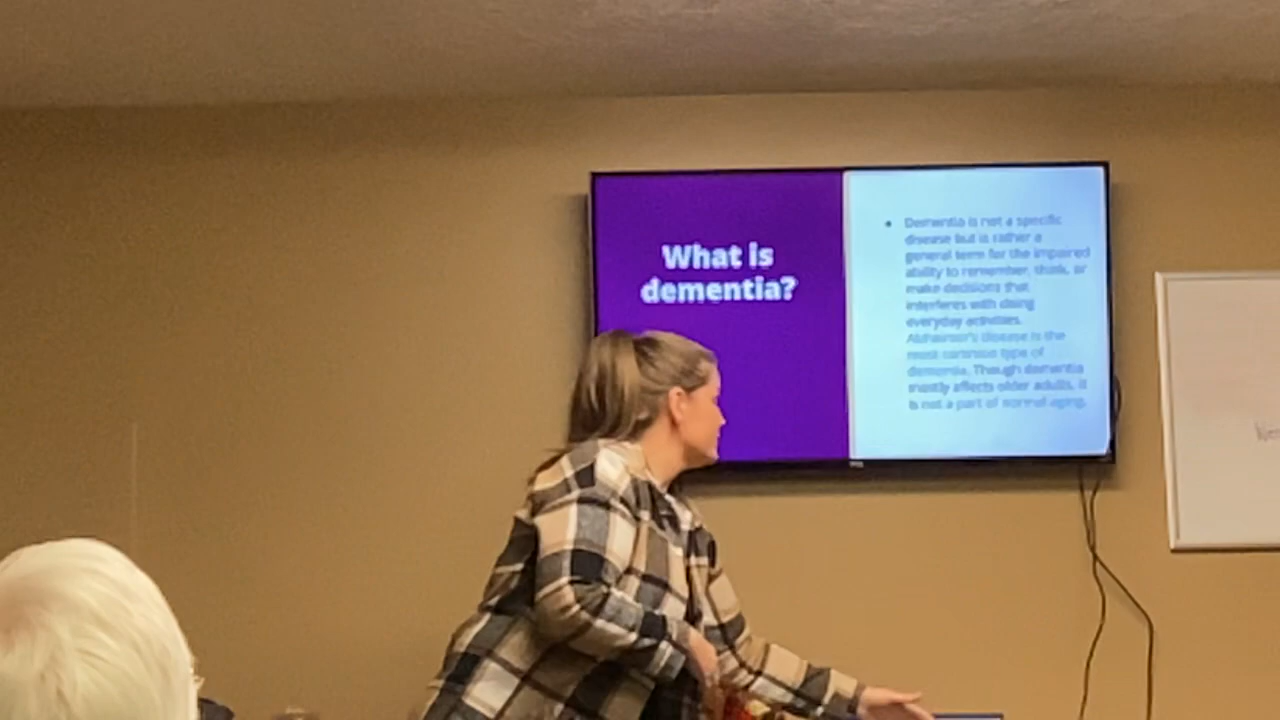 What is
dementia?
• Dementia is not a specific
disease but is rather a
general term for the impaired
ability to remember, think, or
make decisions that
interferes with doing
everyday activities.
Alzheimer's disease is the
most common type of
dementia. Though dementia
mostly affects older adults, it
is not a part of normal aging.